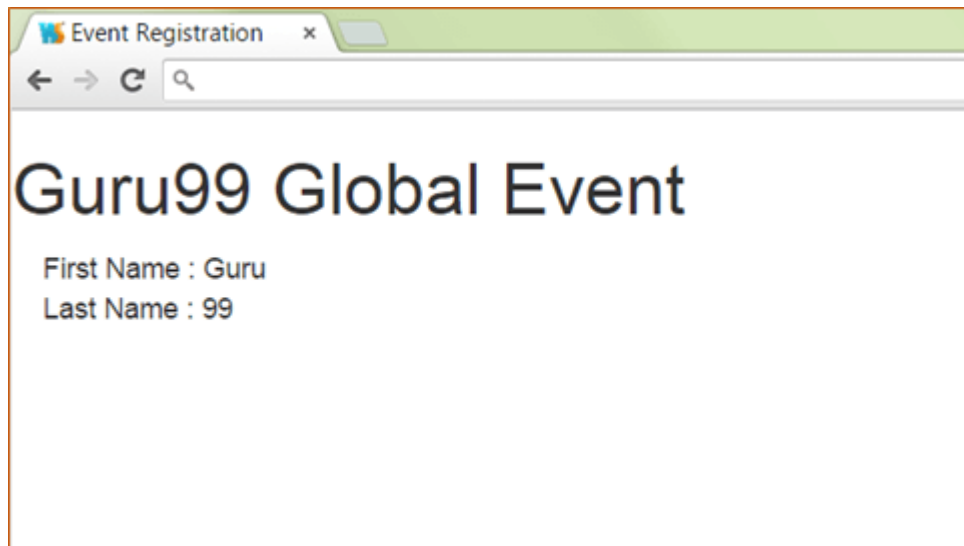 Event Registration
Guru99 Global Event
First Name : Guru
Last Name : 99